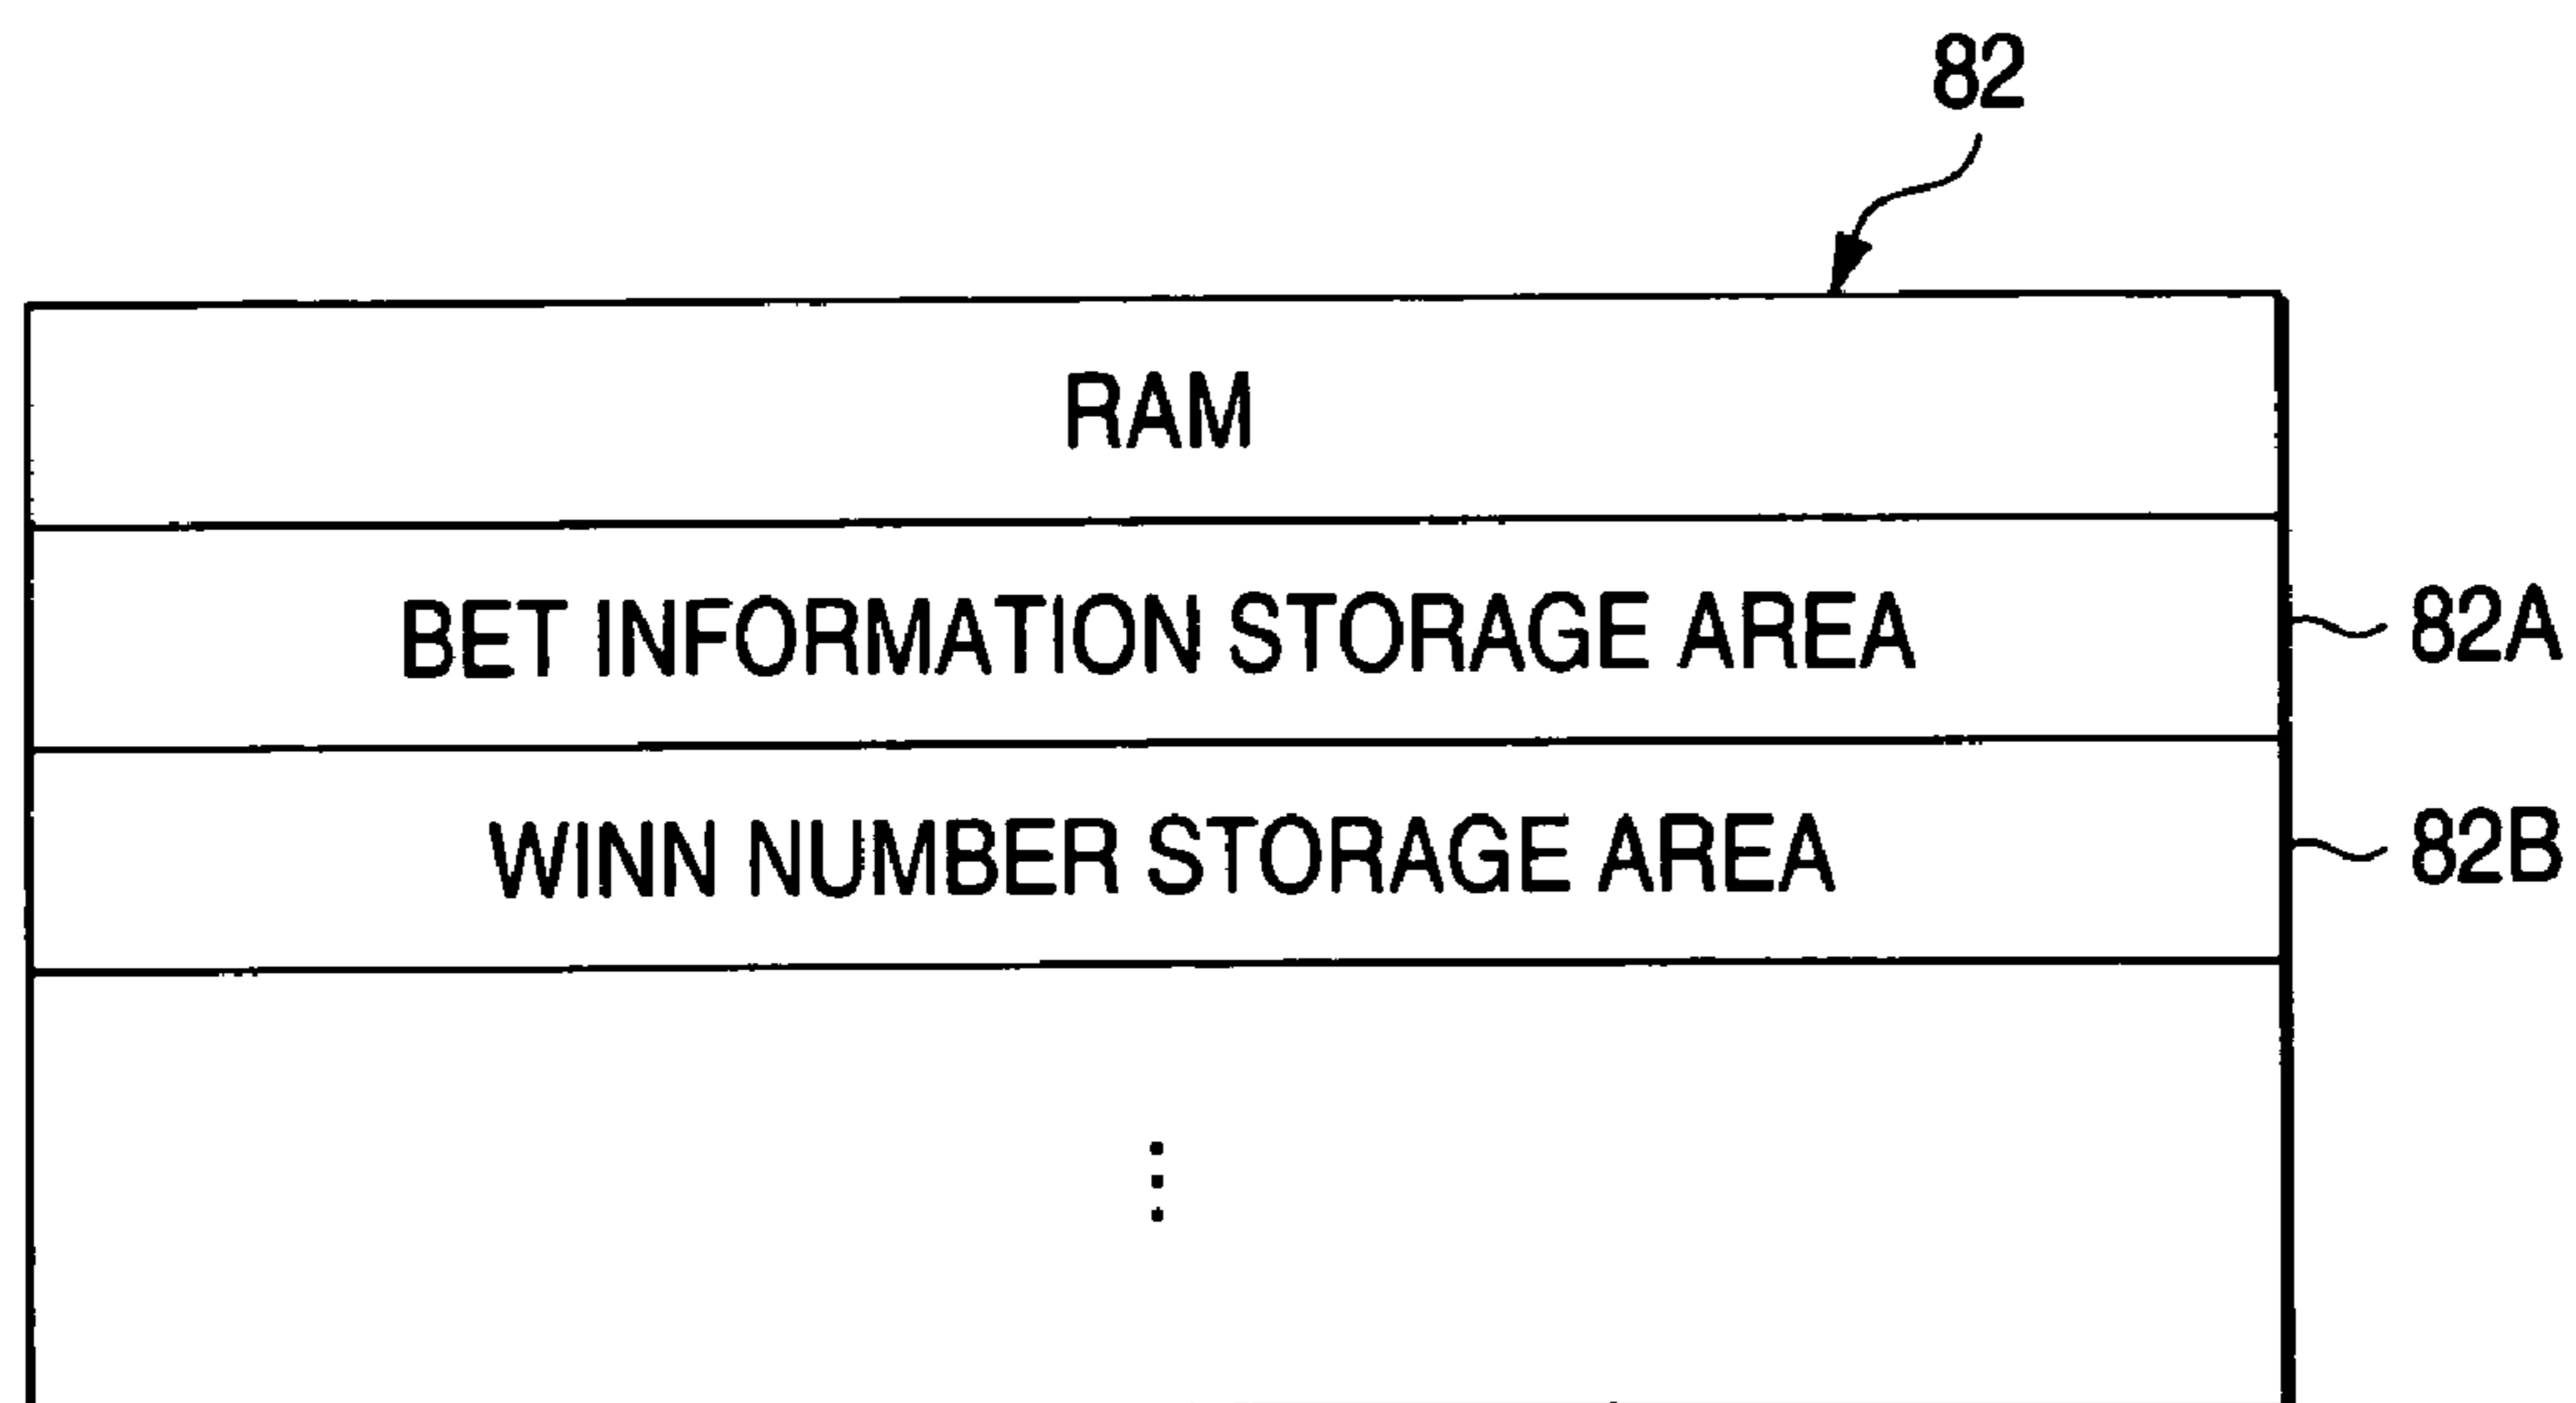 82
RAM
BET INFORMATION STORAGE AREA
82A
WINN NUMBER STORAGE AREA
82B